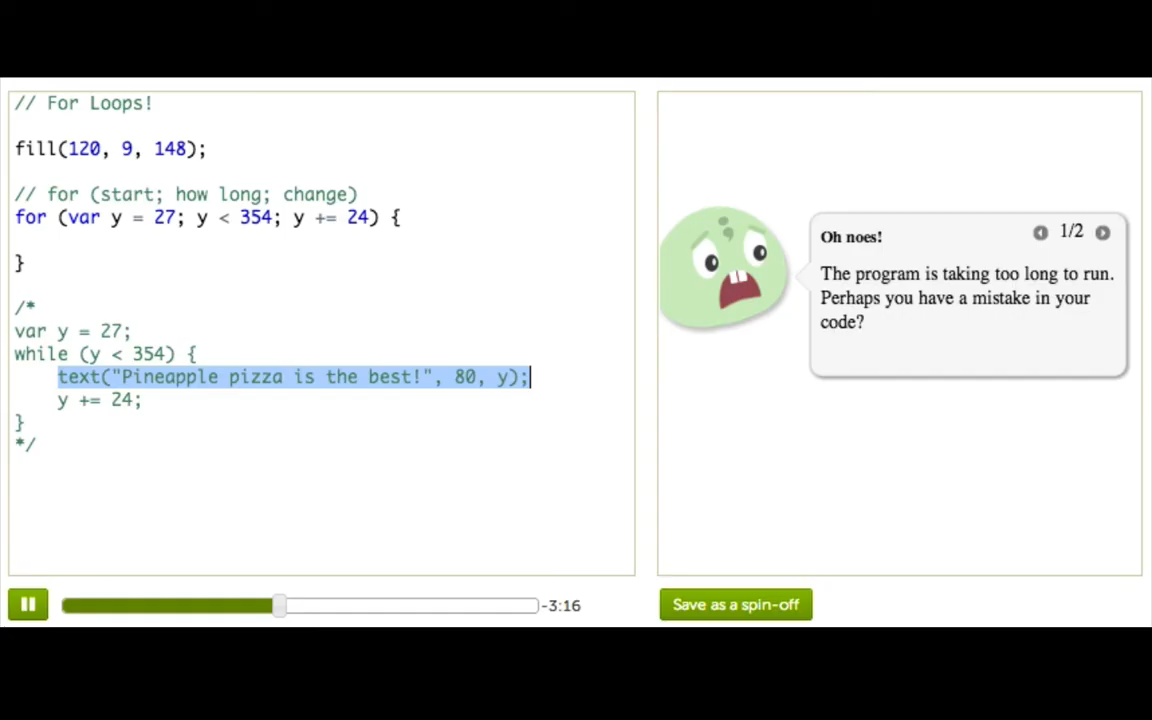 // For Loops!
fill(120, 9, 148);
// for (start; how long; change)
for (var y = 27; y < 354; y += 24) {
}
/*
var y = 27;
while (y < 354) {
text("Pineapple pizza is the best!", 80, y);
y += 24;
}
*/
-3:16
Oh noes!
1/2
The program is taking too long to run.
Perhaps you have a mistake in your
code?
Save as a spin-off